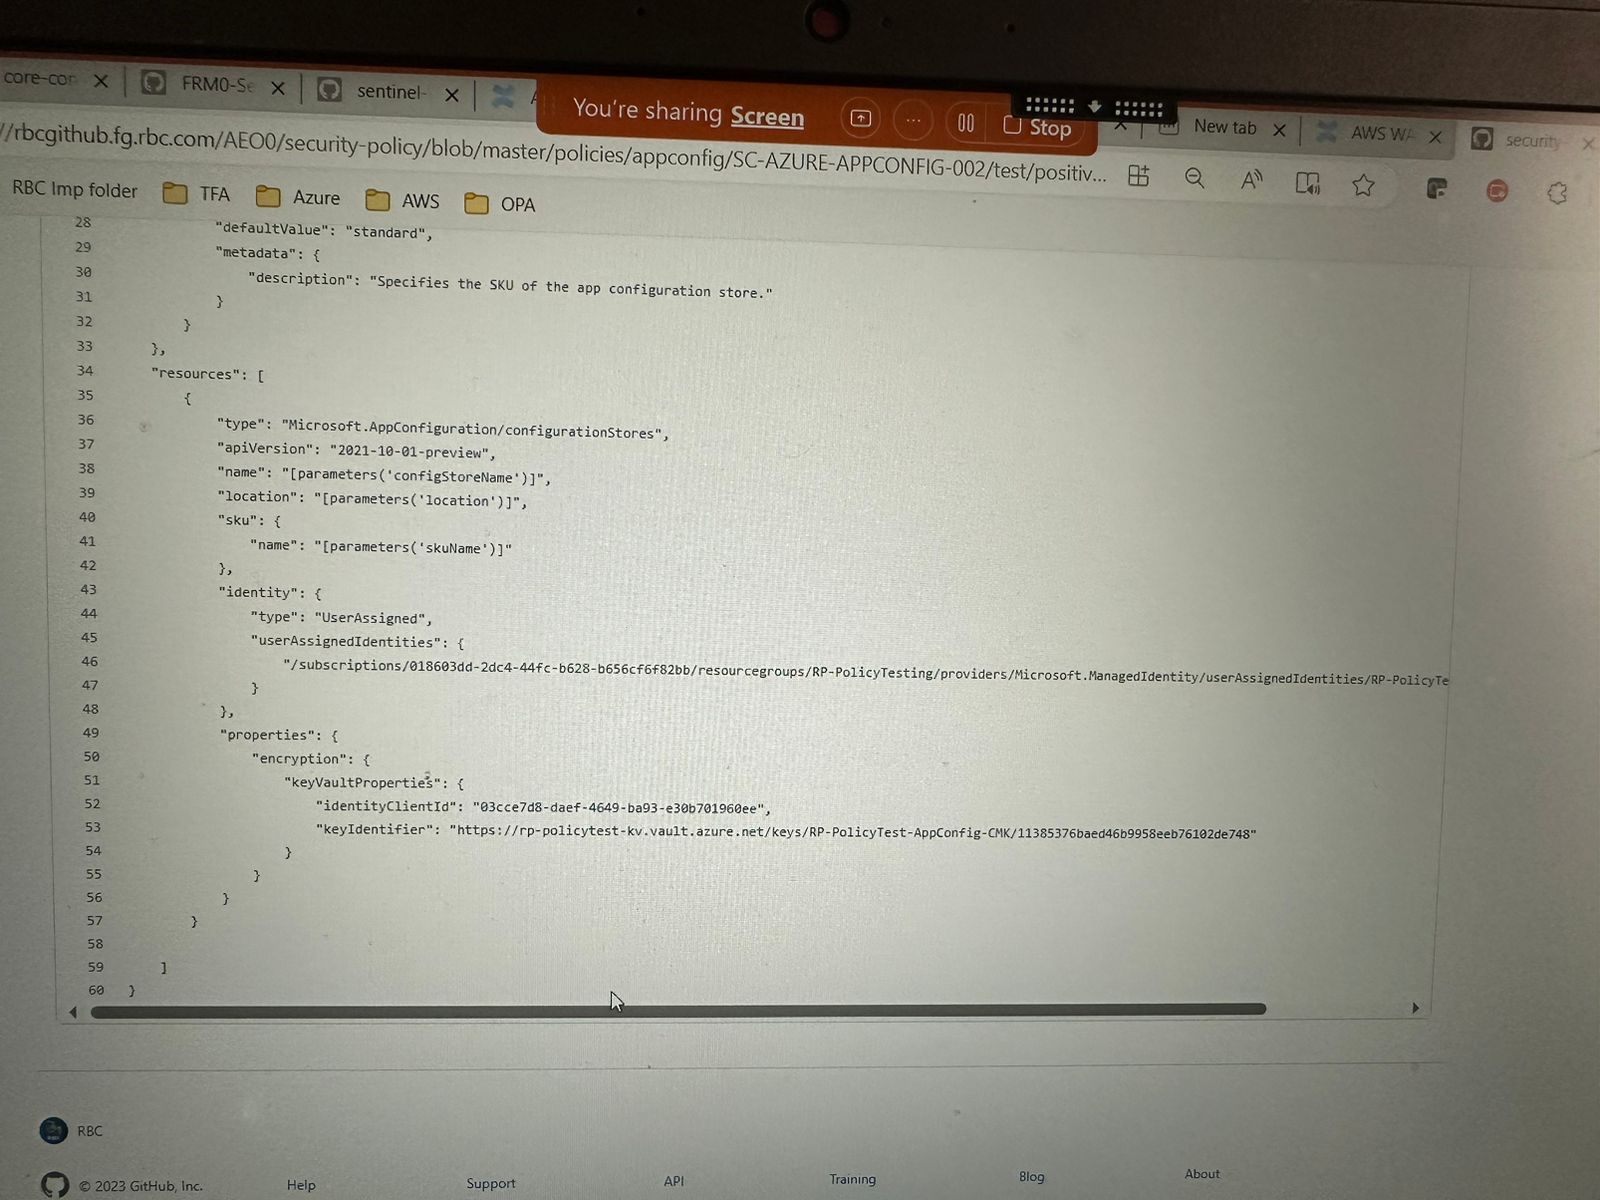 core-cor
FRM0-Se
sentinel-
You're sharing Screen
Stop
New tab
AWS WA
security
//rbcgithub.fg.rbc.com/AEO0/security-policy/blob/master/policies/appconfig/SC-AZURE-APPCONFIG-002/test/positiv...
RBC Imp folder
TFA
Azure
AWS
OPA
28 "defaultValue": "standard",
29 "metadata": {
30 "description": "Specifies the SKU of the app configuration store."
31 }
32 }
33 },
34 "resources": [
35 {
36 "type": "Microsoft.AppConfiguration/configurationStores",
37 "apiVersion": "2021-10-01-preview",
38 "name": "[parameters('configStoreName')]",
39 "location": "[parameters('location')]",
40 "sku": {
41 "name": "[parameters('skuName')]"
42 },
43 "identity": {
44 "type": "UserAssigned",
45 "userAssignedIdentities": {
46 "/subscriptions/018603dd-2dc4-44fc-b628-b656cf6f82bb/resourcegroups/RP-PolicyTesting/providers/Microsoft.ManagedIdentity/userAssignedIdentities/RP-PolicyTe
47 }
48 },
49 "properties": {
50 "encryption": {
51 "keyVaultProperties": {
52 "identityClientId": "03cce7d8-daef-4649-ba93-e30b701960ee",
53 "keyIdentifier": "https://rp-policytest-kv.vault.azure.net/keys/RP-PolicyTest-AppConfig-CMK/11385376baed46b9958eeb76102de748"
54 }
55 }
56 }
57 }
58
59 ]
60 }
RBC
© 2023 GitHub, Inc.
Help
Support
API
Training
Blog
About